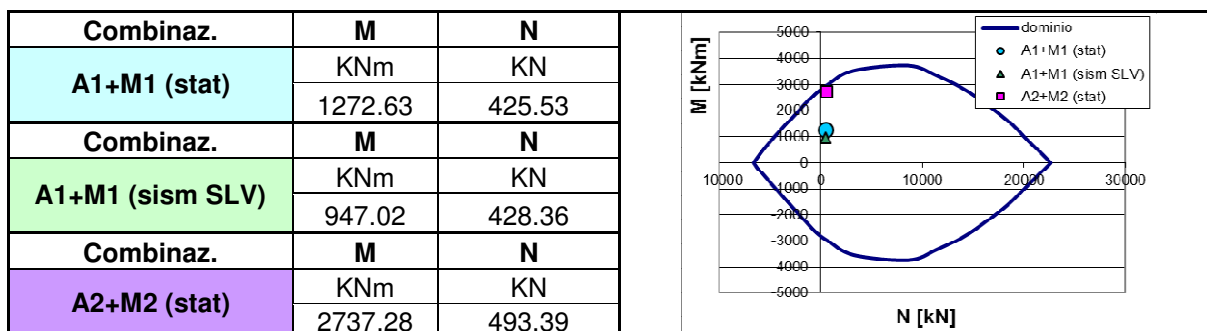 Combinaz. M N
A1+M1 (stat) KNm KN
1272.63 425.53
Combinaz. M N
A1+M1 (sism SLV) KNm KN
947.02 428.36
Combinaz. M N
A2+M2 (stat) KNm KN
2737.28 493.39
M [kNm]
5000
4000
3000
2000
1000
0
-1000
-2000
-3000
-4000
-5000
10000 0 10000 20000 30000
N [kN]
dominio
A1+M1 (stat)
A1+M1 (sism SLV)
A2+M2 (stat)